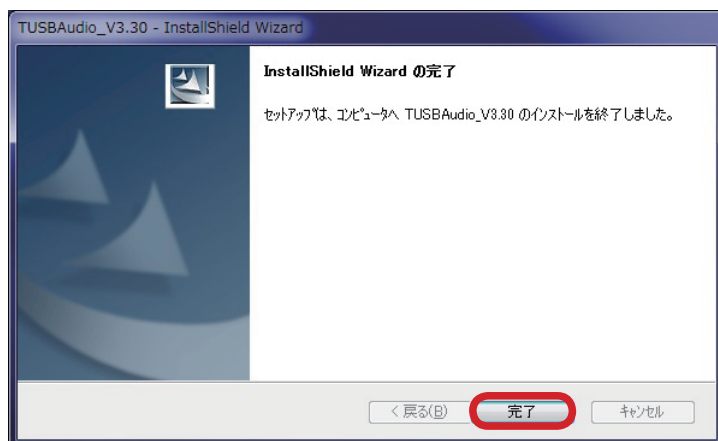 TUSBAudio_V3.30 - InstallShield Wizard
InstallShield Wizard の完了
セットアップは、コンピュータへ TUSBAudio_V3.30 のインストールを終了しました。
< 戻る(B) 完了 キャンセル